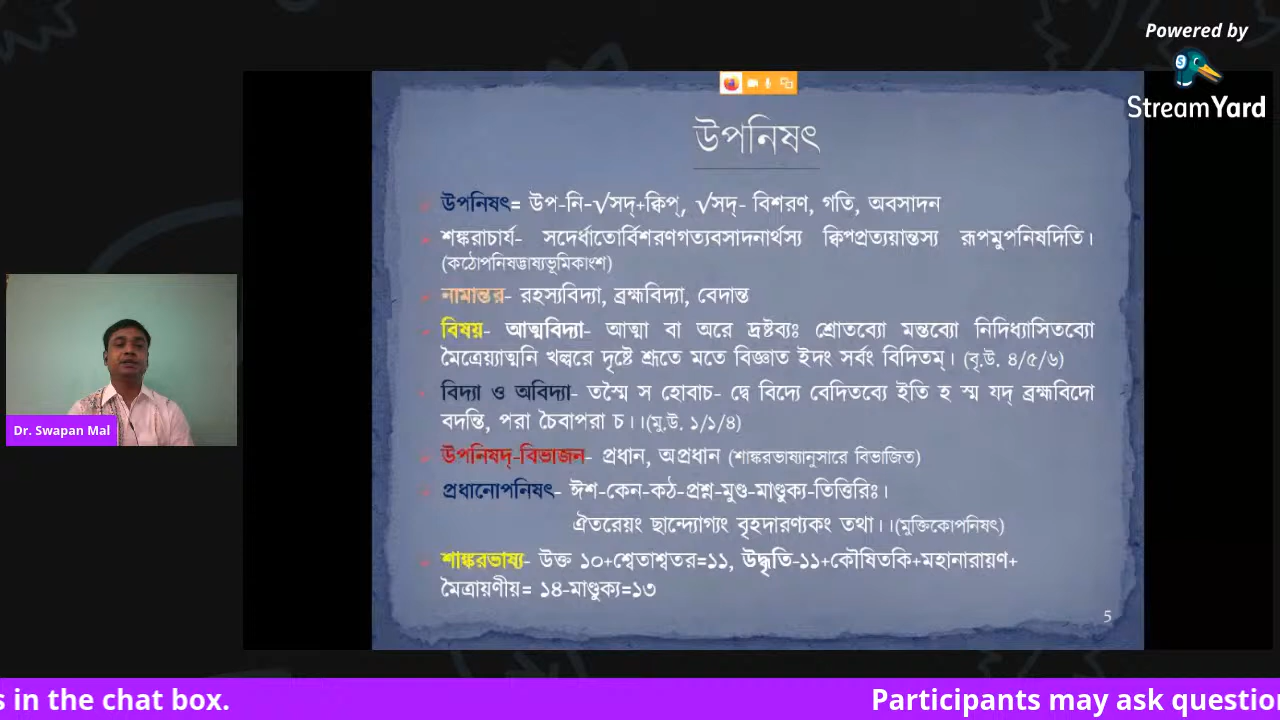 Powered by
StreamYard
উপনিষৎ
উপনিষৎ= উপ-নি-√সদ্+ক্বিপ্, √সদ্- বিশরণ, গতি, অবসাদন
শঙ্করাচার্য- সদের্ধাতোর্বিশরণগত্যবসাদনার্থস্য ক্বিপপ্রত্যয়ান্তস্য রূপমুপনিষদিতি।
(কঠোপনিষদ্ভাষ্যভূমিকাংশ)
নামান্তর- রহস্যবিদ্যা, ব্রহ্মবিদ্যা, বেদান্ত
বিষয়- আত্মবিদ্যা- আত্মা বা অরে দ্রষ্টব্যঃ শ্রোতব্যো মন্তব্যো নিদিধ্যাসিতব্যো
মৈত্রেয়্যাত্মনি খল্বরে দৃষ্টে শ্রুতে মতে বিজ্ঞাত ইদং সর্বং বিদিতম্। (বৃ.উ. ৪/৫/৬)
বিদ্যা ও অবিদ্যা- তস্মৈ স হোবাচ- দ্বে বিদ্যে বেদিতব্যে ইতি হ স্ম যদ্ ব্রহ্মবিদো
বদন্তি, পরা চৈবাপরা চ।।(মু.উ. ১/১/৪)
উপনিষদ্-বিভাজন- প্রধান, অপ্রধান (শাঙ্করভাষ্যানুসারে বিভাজিত)
প্রধানোপনিষৎ- ঈশ-কেন-কঠ-প্রশ্ন-মুণ্ড-মাণ্ডুক্য-তিত্তিরিঃ।
ঐতরেয়ং ছান্দ্যোগ্যং বৃহদারণ্যকং তথা।।(মুক্তিকোপনিষৎ)
শাঙ্করভাষ্য- উক্ত ১০+শ্বেতাশ্বতর=১১, উদ্ধৃতি-১১+কৌষিতকি+মহানারায়ণ+
মৈত্রায়ণীয়= ১৪-মাণ্ডুক্য=১৩
5
Dr. Swapan Mal
s in the chat box.
Participants may ask question